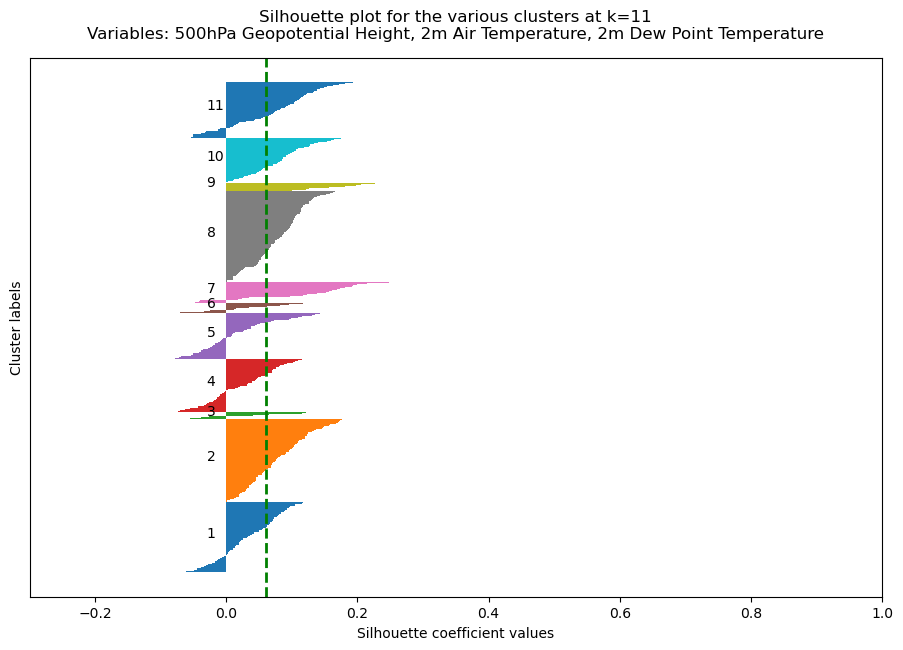 Silhouette plot for the various clusters at k=11
Variables: 500hPa Geopotential Height, 2m Air Temperature, 2m Dew Point Temperature
Cluster labels
11
10
9
8
7
6
5
4
3
2
1
−0.2 0.0 0.2 0.4 0.6 0.8 1.0
Silhouette coefficient values